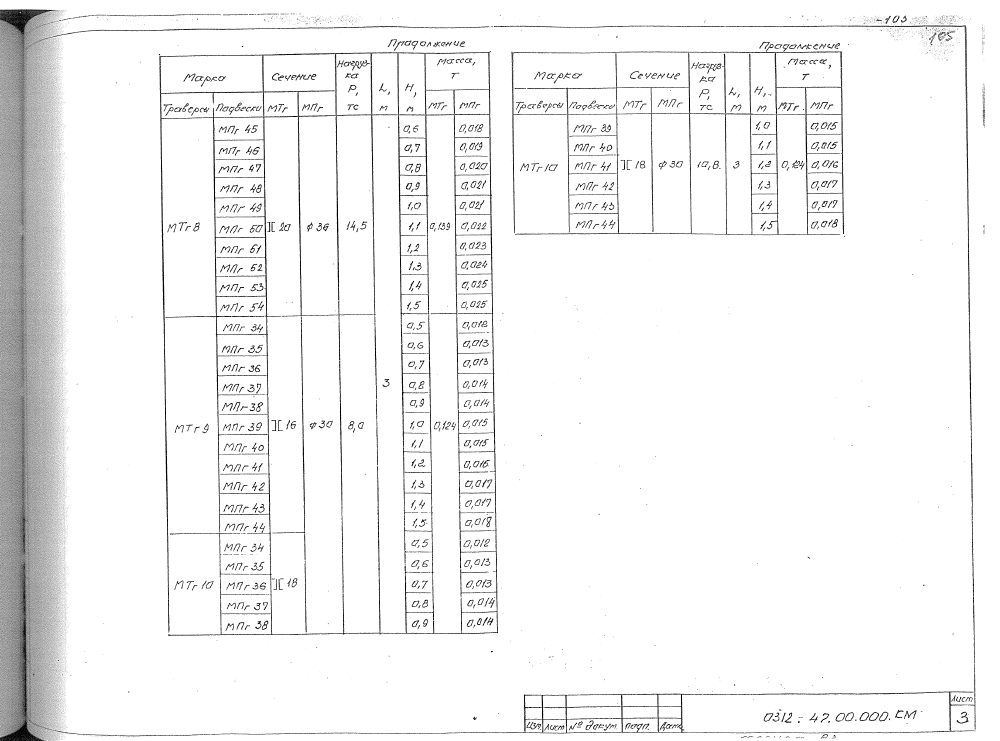 -103
105
Продолжение
Марка Сечение Нагрузка Р, тс L, м H, м Масса, т
Траверсы Подвески МТг МПг МТг МПг
МПг 45 0,6 0,018
МПг 46 0,7 0,019
МПг 47 0,8 0,020
МПг 48 0,9 0,021
МПг 49 1,0 0,021
МТг 8 МПг 50 ][ 20 ф 36 14,5 1,1 0,139 0,022
МПг 51 1,2 0,023
МПг 52 1,3 0,024
МПг 53 1,4 0,025
МПг 54 1,5 0,025
МПг 34 0,5 0,018
МПг 35 0,6 0,013
МПг 36 0,7 0,013
МПг 37 3 0,8 0,014
МПг 38 0,9 0,014
МТг 9 МПг 39 ][ 16 ф 30 8,0 1,0 0,124 0,015
МПг 40 1,1 0,015
МПг 41 1,2 0,016
МПг 42 1,3 0,017
МПг 43 1,4 0,017
МПг 44 1,5 0,018
МПг 34 0,5 0,012
МПг 35 0,6 0,013
МТг 10 МПг 36 ][ 18 0,7 0,013
МПг 37 0,8 0,014
МПг 38 0,9 0,014
Продолжение
Марка Сечение Нагрузка Р, тс L, м H, м Масса, т
Траверсы Подвески МТг МПг МТг МПг
МПг 39 1,0 0,015
МПг 40 1,1 0,015
МТг 10 МПг 41 ][ 18 ф 30 10,8 3 1,2 0,124 0,016
МПг 42 1,3 0,017
МПг 43 1,4 0,017
МПг 44 1,5 0,018
Изм. Лист № докум. Подп. Дата
0312-47.00.000.СМ
Лист
3